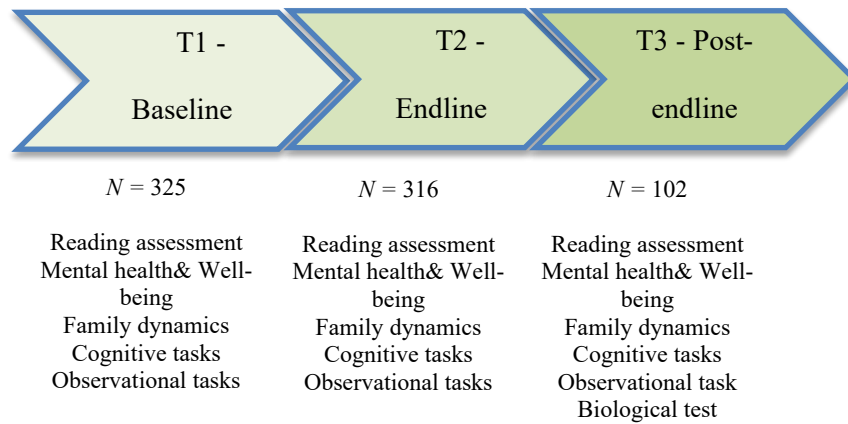 T1 -
Baseline
T2 -
Endline
T3 - Post-
endline
N = 325
N = 316
N = 102
Reading assessment
Mental health& Well-
being
Family dynamics
Cognitive tasks
Observational tasks
Reading assessment
Mental health& Well-
being
Family dynamics
Cognitive tasks
Observational tasks
Reading assessment
Mental health& Well-
being
Family dynamics
Cognitive tasks
Observational task
Biological test